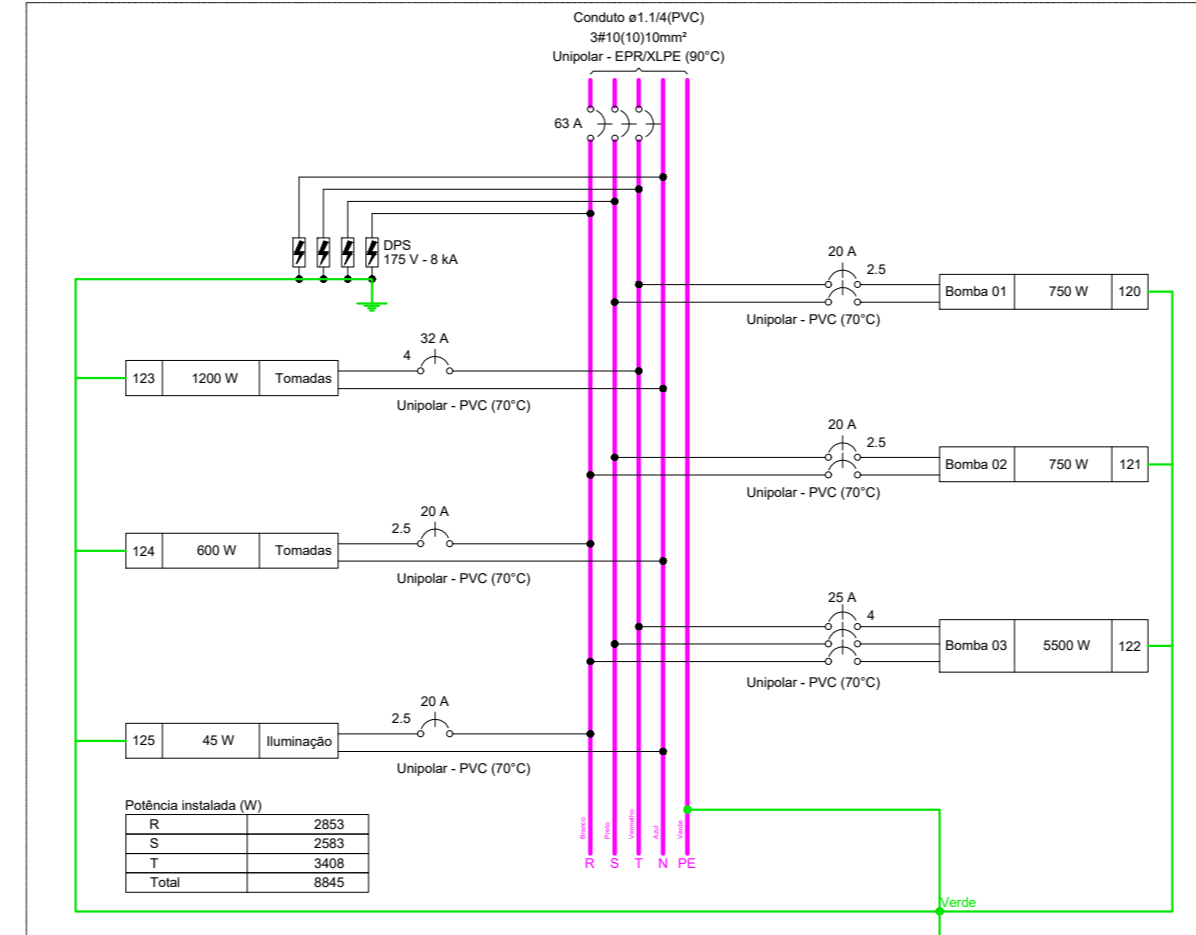 Conduto ø1.1/4(PVC)
3#10(10)10mm²
Unipolar - EPR/XLPE (90°C)
63 A
DPS
175 V - 8 kA
20 A
2.5
Bomba 01 750 W 120
Unipolar - PVC (70°C)
32 A
4
123 1200 W Tomadas
Unipolar - PVC (70°C)
20 A
2.5
Bomba 02 750 W 121
Unipolar - PVC (70°C)
20 A
2.5
124 600 W Tomadas
Unipolar - PVC (70°C)
25 A
4
Bomba 03 5500 W 122
Unipolar - PVC (70°C)
20 A
2.5
125 45 W Iluminação
Unipolar - PVC (70°C)
Potência instalada (W)
R 2853
S 2583
T 3408
Total 8845
Branco Preto Vermelho Azul Verde
R S T N PE
Verde